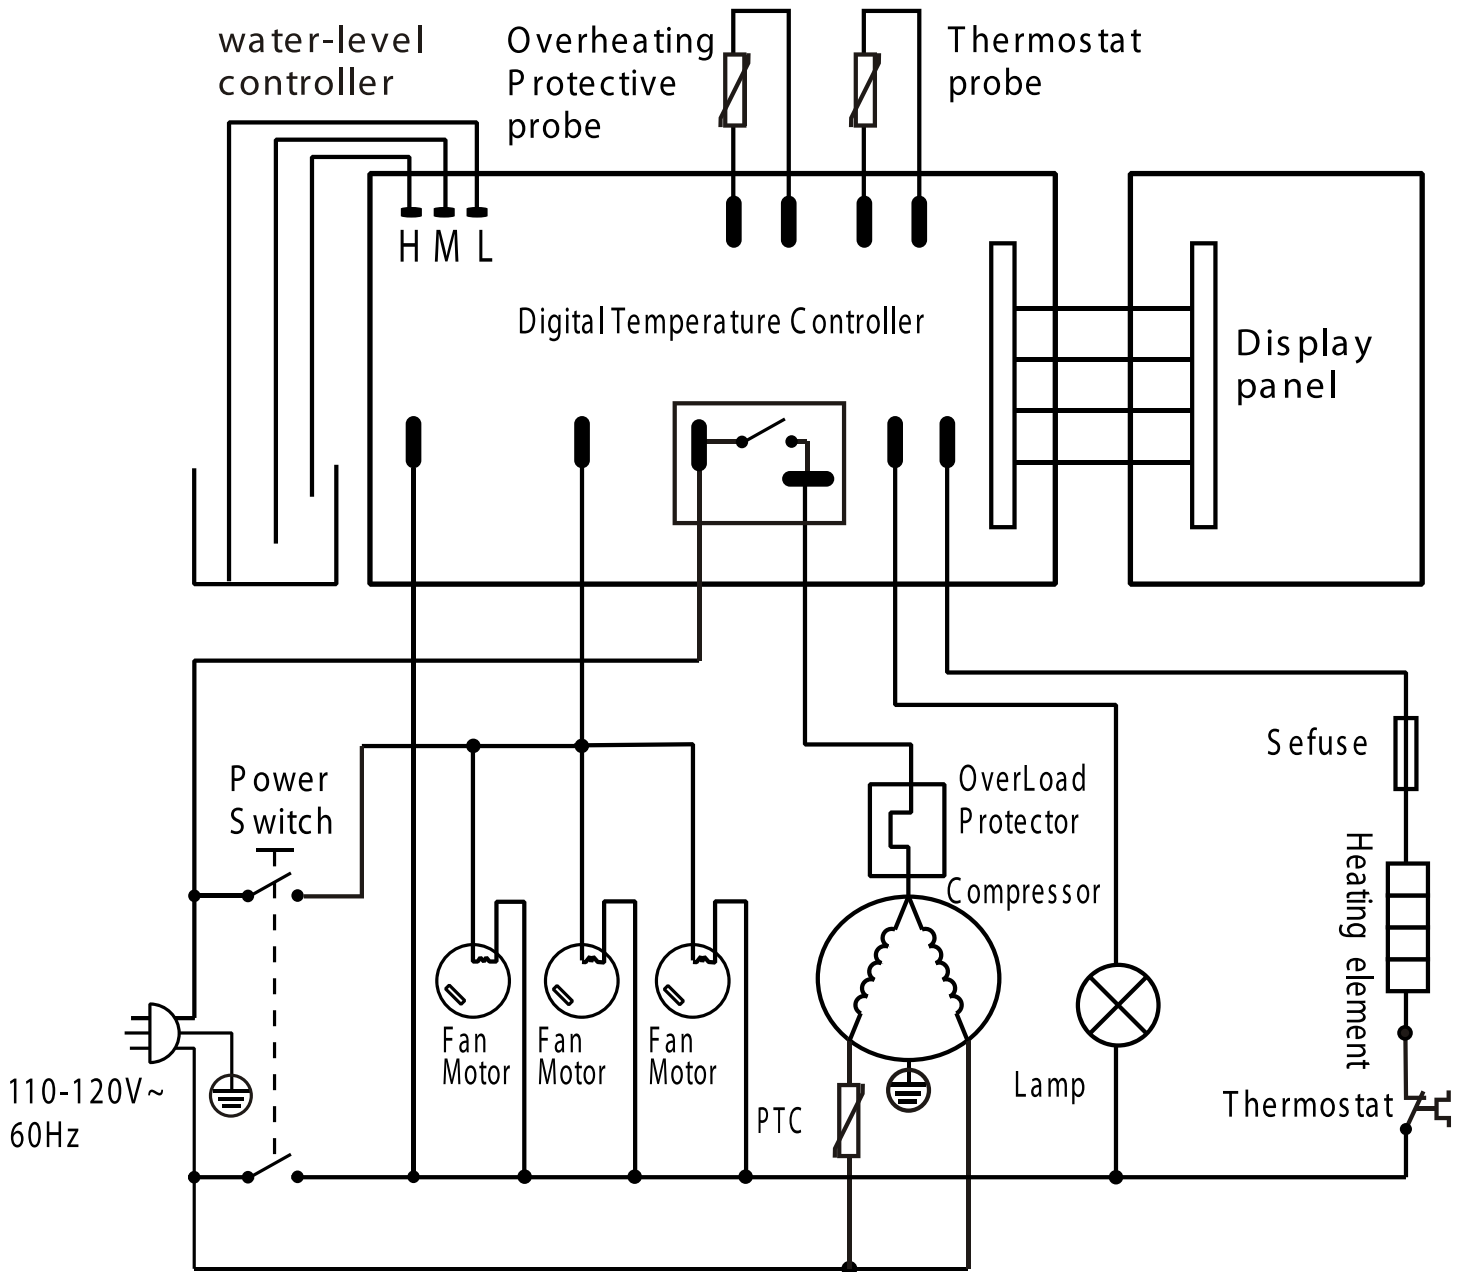 water-level
controller
Overheating
Protective
probe
Thermostat
probe
H M L
Digital Temperature Controller
Display
panel
Power
Switch
Sefuse
OverLoad
Protector
Compressor
Heating element
Fan
Motor
Fan
Motor
Fan
Motor
110-120V~
60Hz
PTC
Lamp
Thermostat